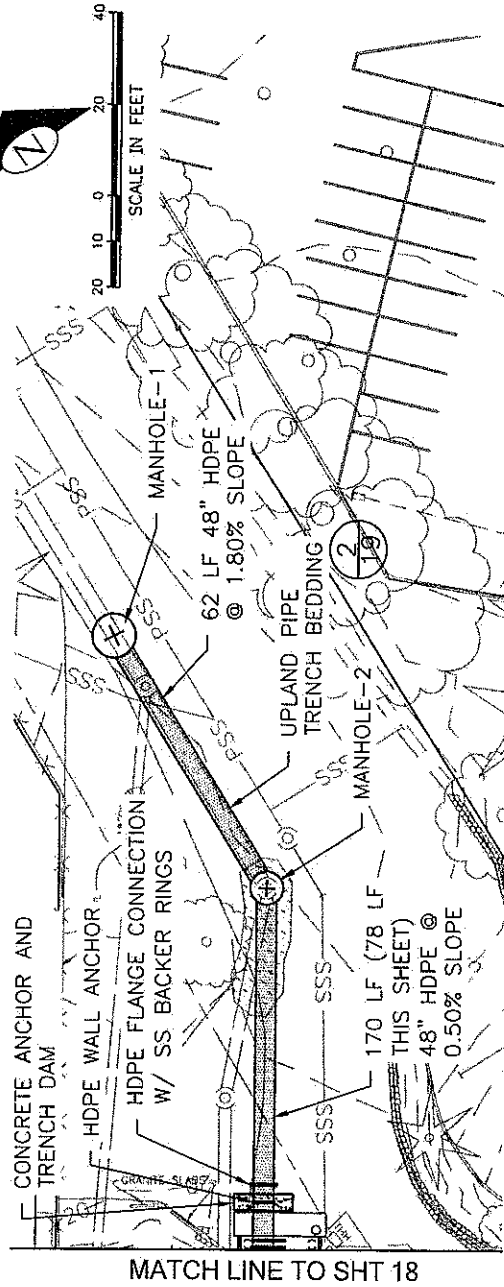 CONCRETE ANCHOR AND
TRENCH DAM
HDPE WALL ANCHOR
HDPE FLANGE CONNECTION
W/ SS BACKER RINGS
N
20 10 0 20 40
SCALE IN FEET
MANHOLE-1
62 LF 48" HDPE
@ 1.80% SLOPE
UPLAND PIPE
TRENCH BEDDING
MANHOLE-2
170 LF (78 LF
THIS SHEET)
48" HDPE @
0.50% SLOPE
2
19
SSS
PSS
PSS
SSS
PSS
SSS
PSS
SSS
SSS
SSS
GRANITE SLABS
20
MATCH LINE TO SHT 18